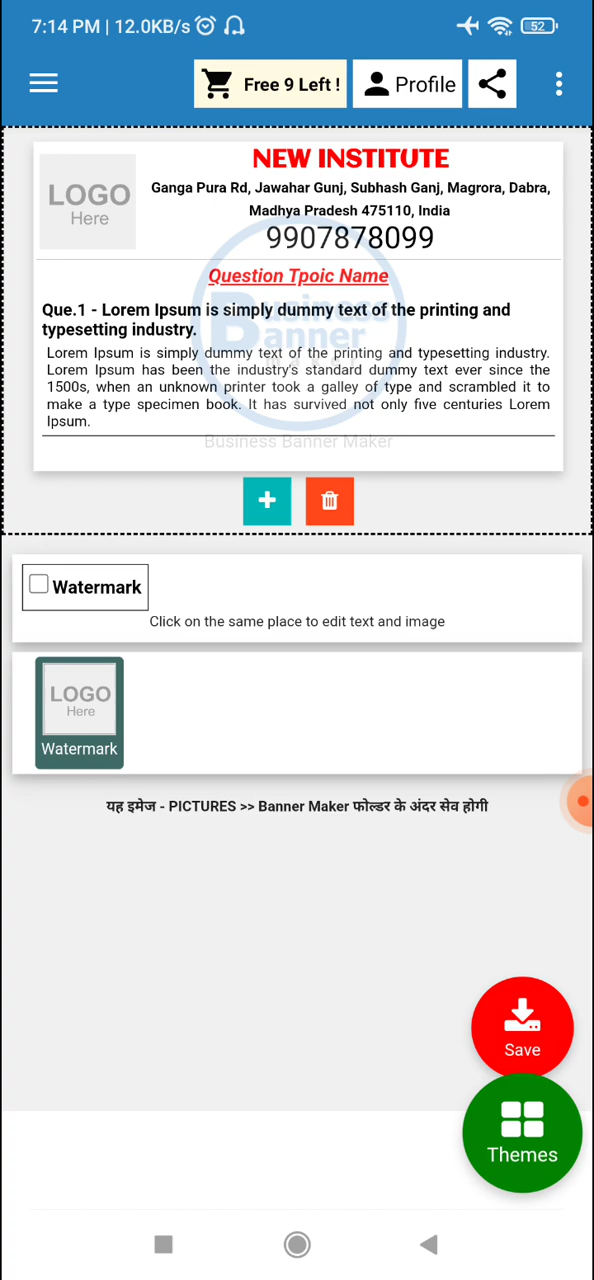 7:14 PM | 12.0KB/s
52
Free 9 Left !
Profile
LOGO
Here
NEW INSTITUTE
Ganga Pura Rd, Jawahar Gunj, Subhash Ganj, Magrora, Dabra,
Madhya Pradesh 475110, India
9907878099
Question Tpoic Name
Business
Banner
Que.1 - Lorem Ipsum is simply dummy text of the printing and
typesetting industry.
Lorem Ipsum is simply dummy text of the printing and typesetting industry.
Lorem Ipsum has been the industry's standard dummy text ever since the
1500s, when an unknown printer took a galley of type and scrambled it to
make a type specimen book. It has survived not only five centuries Lorem
Ipsum.
Business Banner Maker
Watermark
Click on the same place to edit text and image
LOGO
Here
Watermark
यह इमेज - PICTURES >> Banner Maker फोल्डर के अंदर सेव होगी
Save
Themes